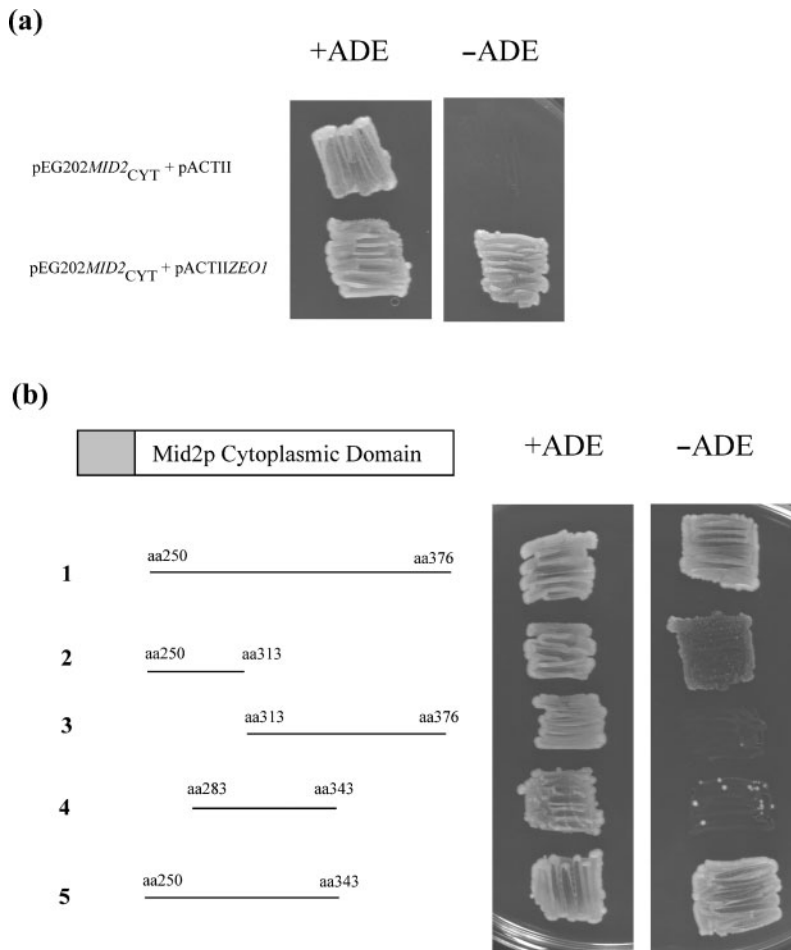 (a)
+ADE –ADE
pEG202MID2CYT + pACTII
pEG202MID2CYT + pACTIIZEO1
(b)
Mid2p Cytoplasmic Domain
+ADE –ADE
1 aa250 aa376
2 aa250 aa313
3 aa313 aa376
4 aa283 aa343
5 aa250 aa343